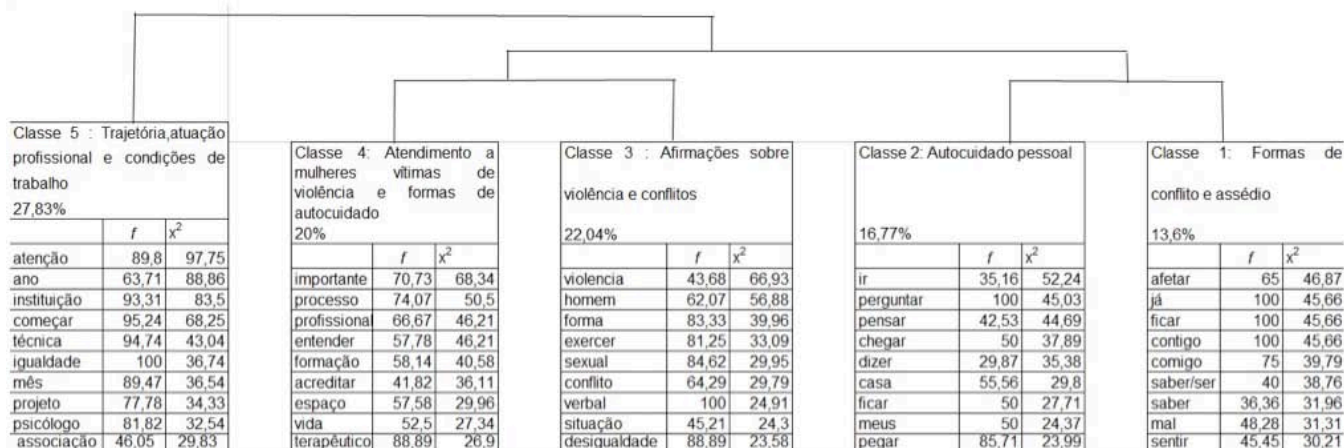 Classe 5 : Trajetória,atuação
profissional e condições de
trabalho
27,83%
f x²
atenção 89,8 97,75
ano 63,71 88,86
instituição 93,31 83,5
começar 95,24 68,25
técnica 94,74 43,04
igualdade 100 36,74
mês 89,47 36,54
projeto 77,78 34,33
psicólogo 81,82 32,54
associação 46,05 29,83
Classe 4: Atendimento a
mulheres vítimas de
violência e formas de
autocuidado
20%
f x²
importante 70,73 68,34
processo 74,07 50,5
profissional 66,67 46,21
entender 57,78 46,21
formação 58,14 40,58
acreditar 41,82 36,11
espaço 57,58 29,96
vida 52,5 27,34
terapêutico 88,89 26,9
Classe 3 : Afirmações sobre
violência e conflitos
22,04%
f x²
violencia 43,68 66,93
homem 62,07 56,88
forma 83,33 39,96
exercer 81,25 33,09
sexual 84,62 29,95
conflito 64,29 29,79
verbal 100 24,91
situação 45,21 24,3
desigualdade 88,89 23,58
Classe 2: Autocuidado pessoal
16,77%
f x²
ir 35,16 52,24
perguntar 100 45,03
pensar 42,53 44,69
chegar 50 37,89
dizer 29,87 35,38
casa 55,56 29,8
ficar 50 27,71
meus 50 24,37
pegar 85,71 23,99
Classe 1: Formas de
conflito e assédio
13,6%
f x²
afetar 65 46,87
já 100 45,66
ficar 100 45,66
contigo 100 45,66
comigo 75 39,79
saber/ser 40 38,76
saber 36,36 31,96
mal 48,28 31,31
sentir 45,45 30,21